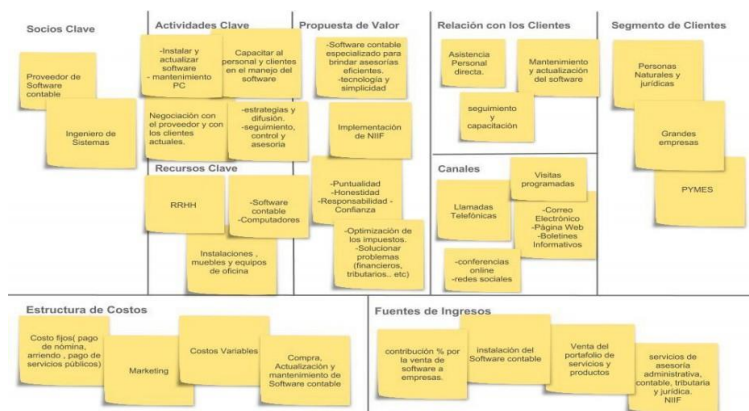 Socios Clave
Proveedor de
Software
contable
Ingeniero de
Sistemas
Actividades Clave
-Instalar y
actualizar
software
- mantenimiento
PC
Capacitar al
personal y clientes
en el manejo del
software
Negociación con
el proveedor y con
los clientes
actuales.
-estrategias y
difusión.
-seguimiento,
control y
asesoria
Recursos Clave
RRHH
-Software
contable
-Computadores
Instalaciones ,
muebles y equipos
de oficina
Propuesta de Valor
-Software contable
especializado para
brindar asesorías
eficientes.
-tecnología y
simplicidad
Implementación
de NIIF
-Puntualidad
-Honestidad
-Responsabilidad -
Confianza
-Optimización de
los impuestos.
-Solucionar
problemas
(financieros,
tributarios.. etc)
Relación con los Clientes
Asistencia
Personal
directa.
Mantenimiento
y actualización
del software
seguimiento
y
capacitación
Canales
Visitas
programadas
Llamadas
Telefónicas
-Correo
Electrónico
-Página Web
-Boletines
Informativos
-conferencias
online
-redes sociales
Segmento de Clientes
Personas
Naturales y
jurídicas
Grandes
empresas
PYMES
Estructura de Costos
Costo fijos( pago
de nómina,
arriendo , pago de
servicios públicos)
Marketing
Costos Variables
Compra,
Actualización y
mantenimiento de
Software contable
Fuentes de Ingresos
contribución % por
la venta de
software a
empresas.
Instalación del
Software contable
Venta del
portafolio de
servicios y
productos
servicios de
asesoría
administrativa,
contable, tributaria
y jurídica.
NIIF